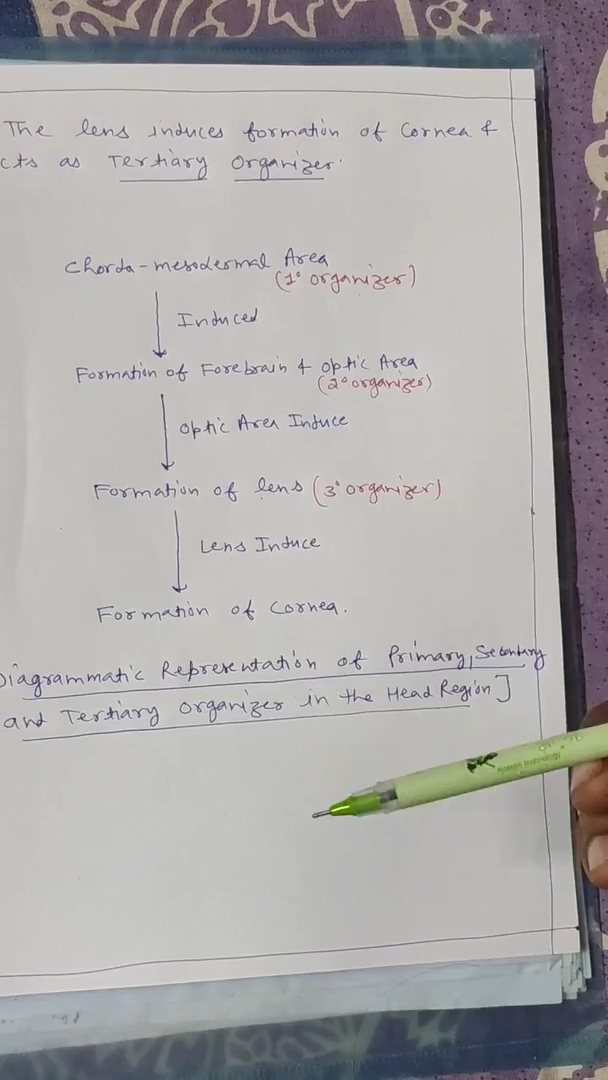 The lens induces formation of Cornea &
cts as Tertiary Organizer.
Chorda-mesodermal Area
(1° organizer)
Induced
Formation of Forebrain & optic Area
(2° organizer)
Optic Area Induce
Formation of lens (3° organizer)
Lens Induce
Formation of Cornea.
Diagrammatic Representation of Primary, Secondary
and Tertiary Organizer in the Head Region]